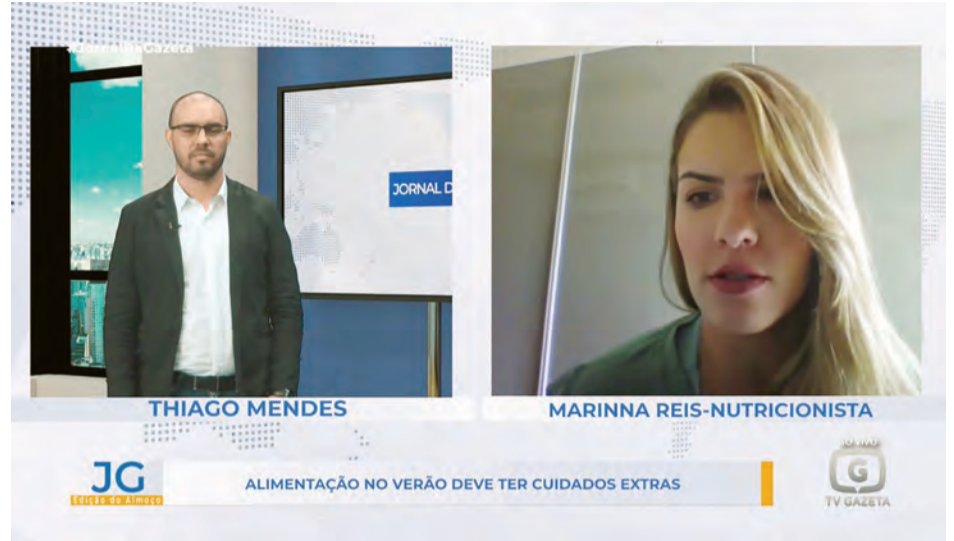 #JornaldaGazeta
JORNAL D
THIAGO MENDES
MARINNA REIS-NUTRICIONISTA
JG
Edição do Almoço
ALIMENTAÇÃO NO VERÃO DEVE TER CUIDADOS EXTRAS
AO VIVO
G
TV GAZETA